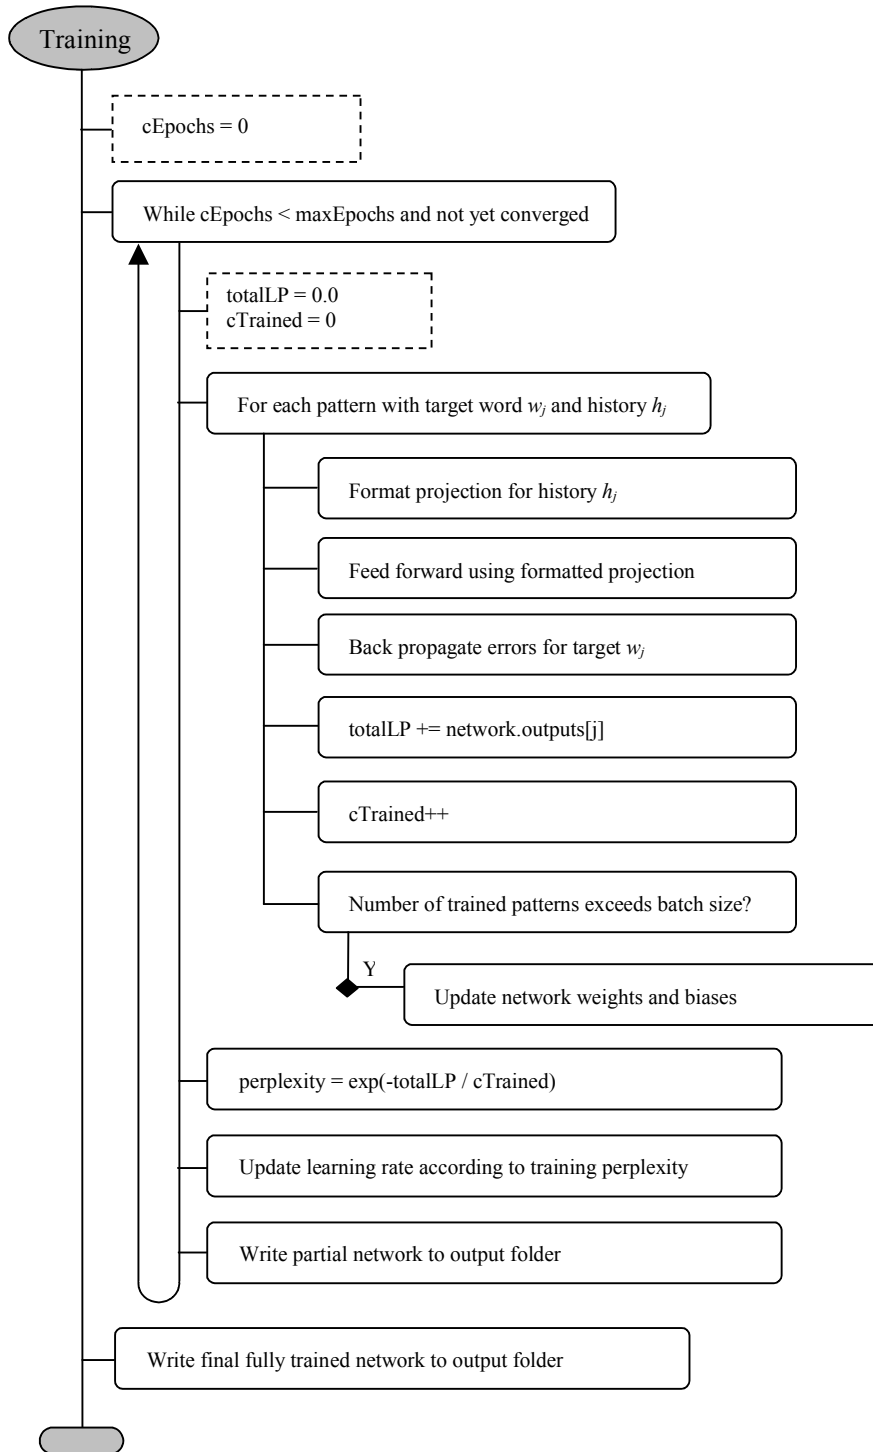 Training
cEpochs = 0
While cEpochs < maxEpochs and not yet converged
totalLP = 0.0
cTrained = 0
For each pattern with target word wj and history hj
Format projection for history hj
Feed forward using formatted projection
Back propagate errors for target wj
totalLP += network.outputs[j]
cTrained++
Number of trained patterns exceeds batch size?
Y
Update network weights and biases
perplexity = exp(-totalLP / cTrained)
Update learning rate according to training perplexity
Write partial network to output folder
Write final fully trained network to output folder